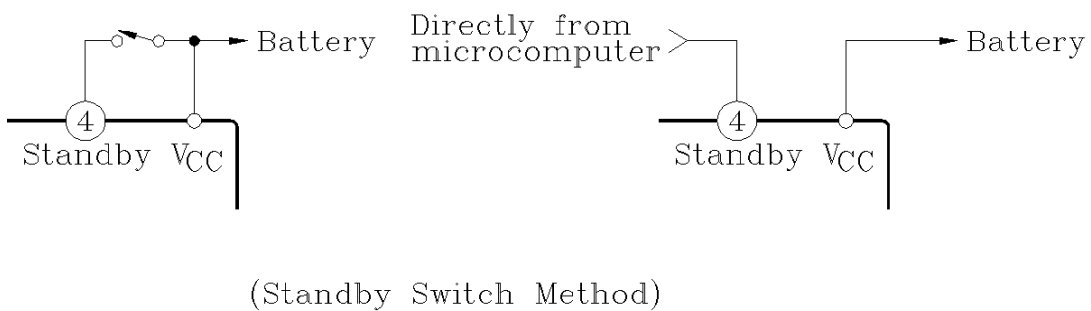 Battery
4
Standby VCC
Directly from
microcomputer
Battery
4
Standby VCC
(Standby Switch Method)